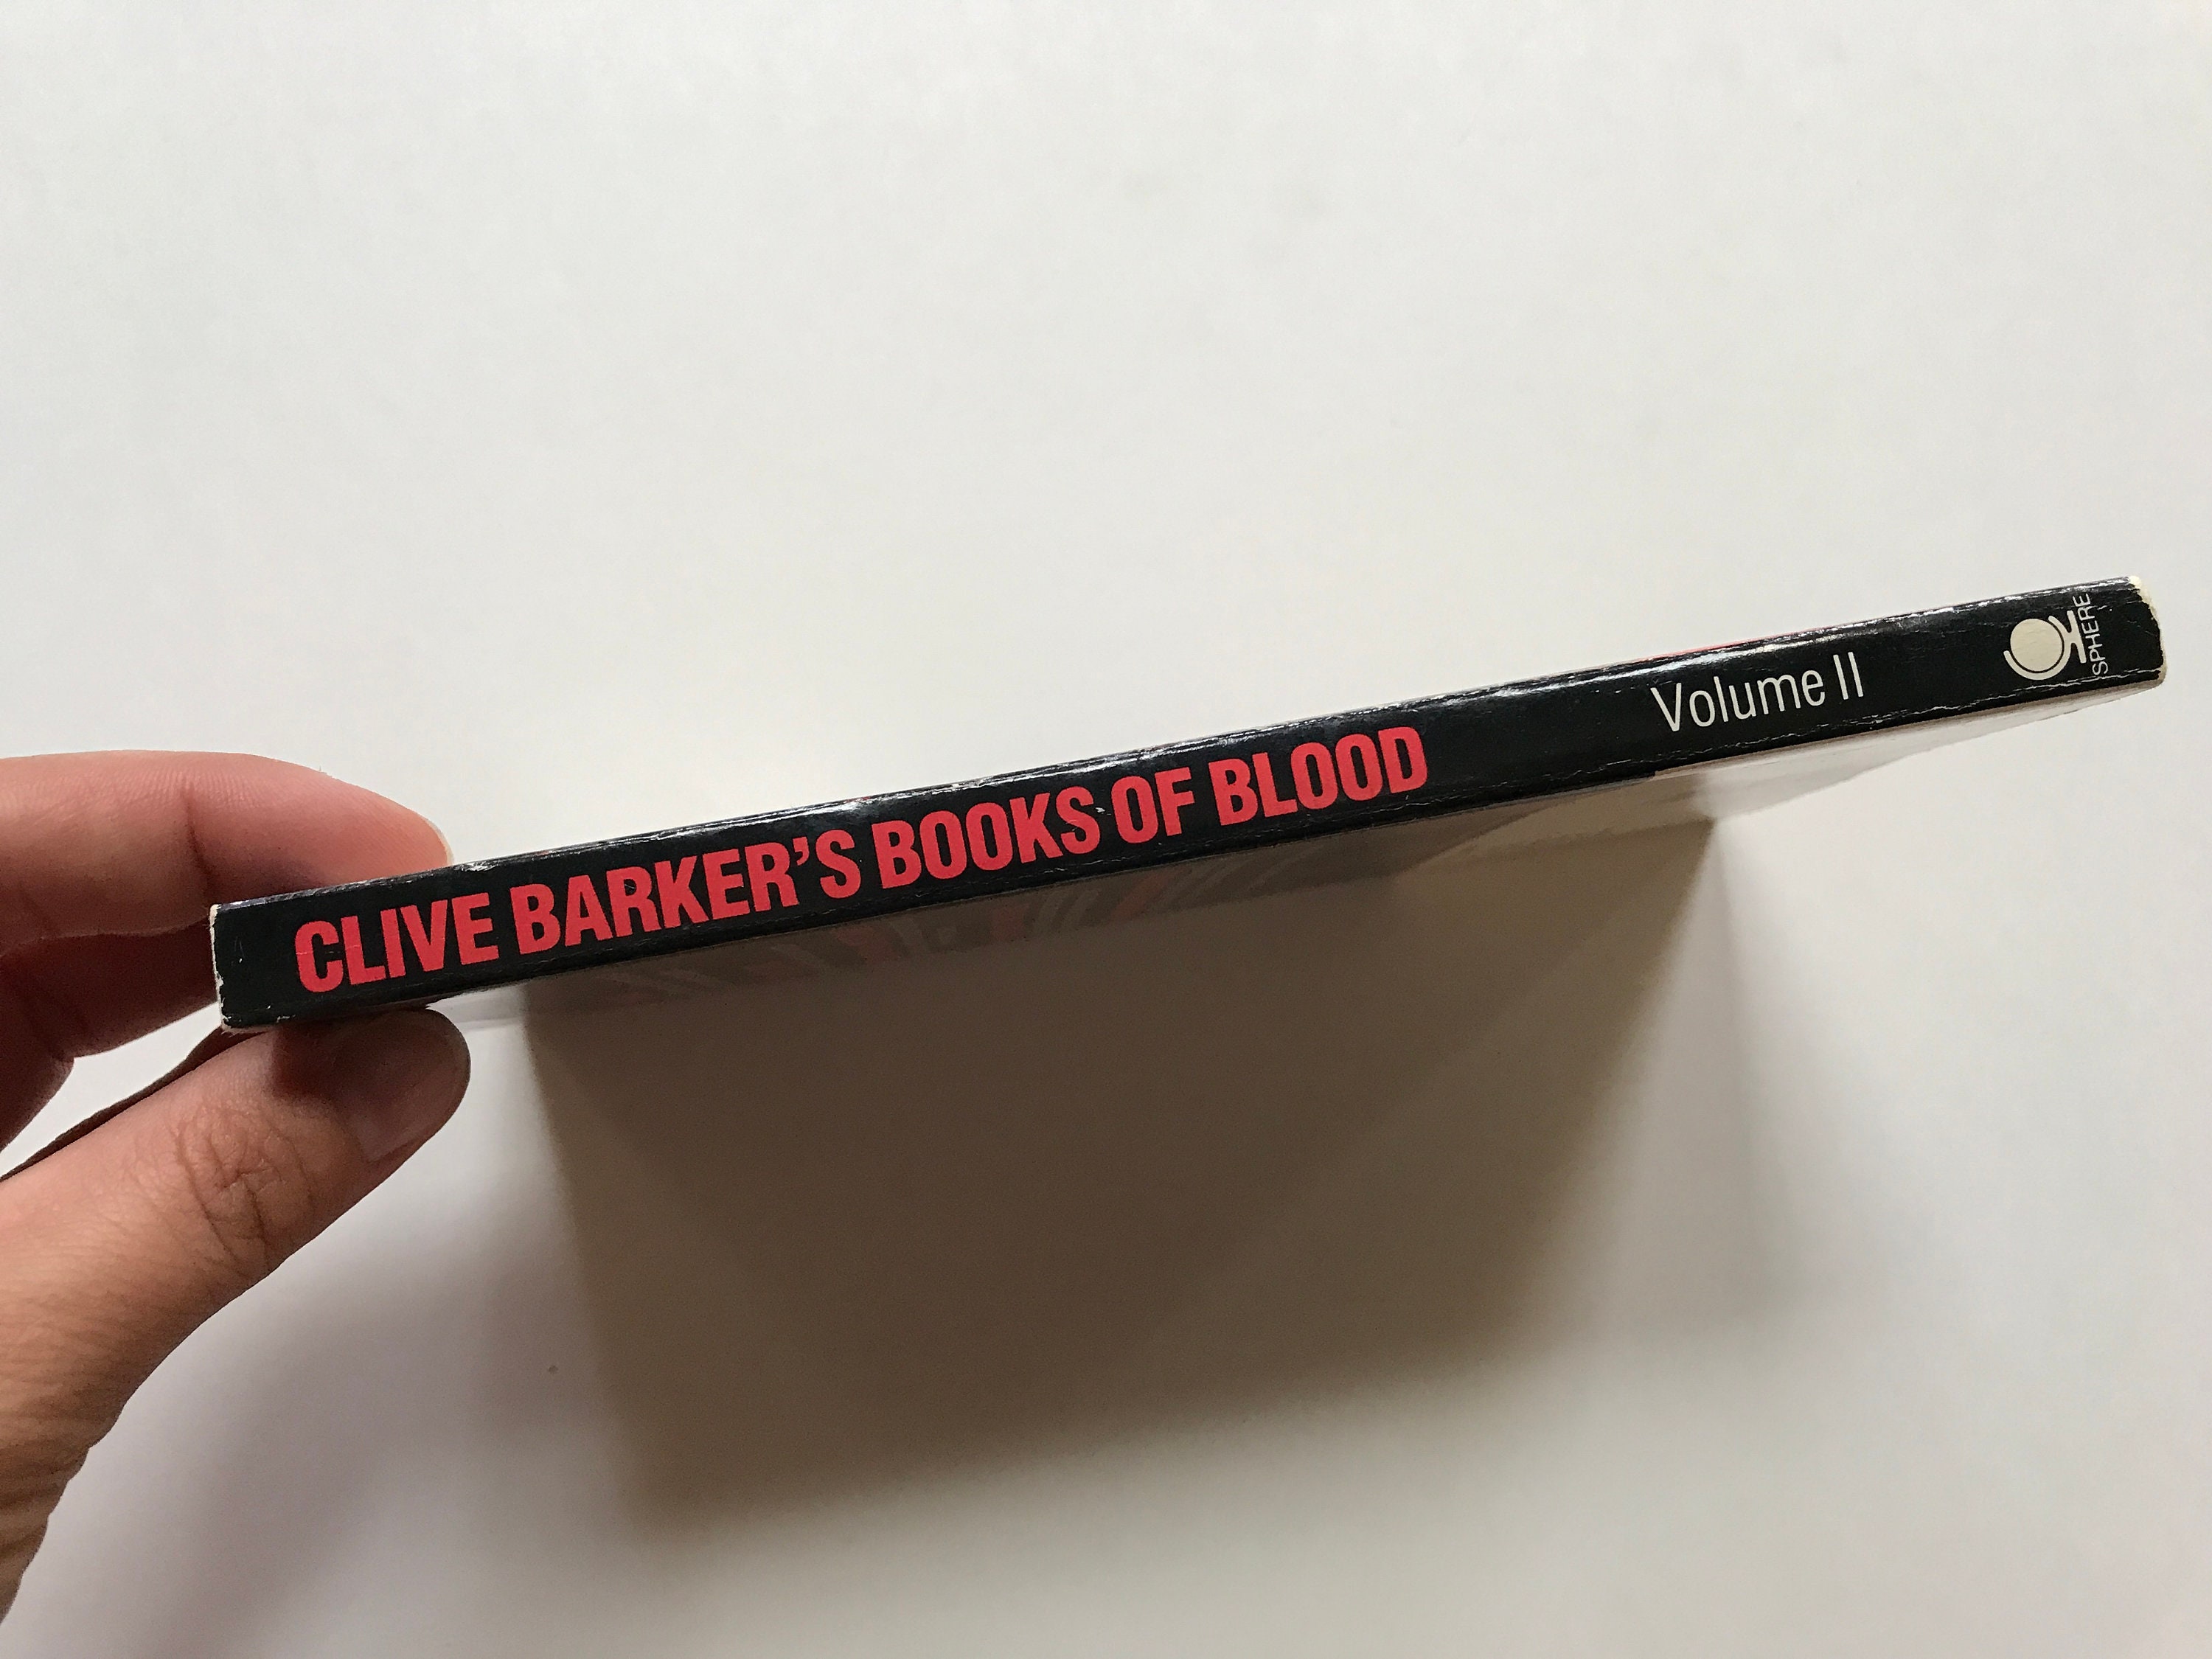 CLIVE BARKER’S BOOKS OF BLOOD
Volume II
SPHERE